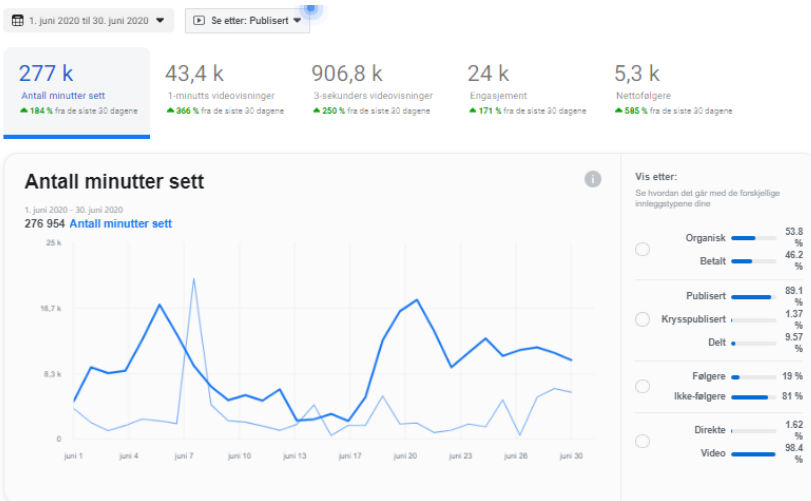 1. juni 2020 til 30. juni 2020
Se etter: Publisert
277 k
Antall minutter sett
184 % fra de siste 30 dagene
43,4 k
1-minutts videovisninger
366 % fra de siste 30 dagene
906,8 k
3-sekunders videovisninger
250 % fra de siste 30 dagene
24 k
Engasjement
171 % fra de siste 30 dagene
5,3 k
Nettofølgere
585 % fra de siste 30 dagene
Antall minutter sett
1. juni 2020 - 30. juni 2020
276 954 Antall minutter sett
25 k
16,7 k
8,3 k
0
juni 1
juni 4
juni 7
juni 10
juni 13
juni 17
juni 20
juni 23
juni 26
juni 30
Vis etter:
Se hvordan det går med de forskjellige
innleggstypene dine
Organisk 53.8
%
Betalt 46.2
%
Publisert 89.1
%
Krysspublisert 1.37
%
Delt 9.57
%
Følgere 19 %
Ikke-følgere 81 %
Direkte 1.62
%
Video 98.4
%